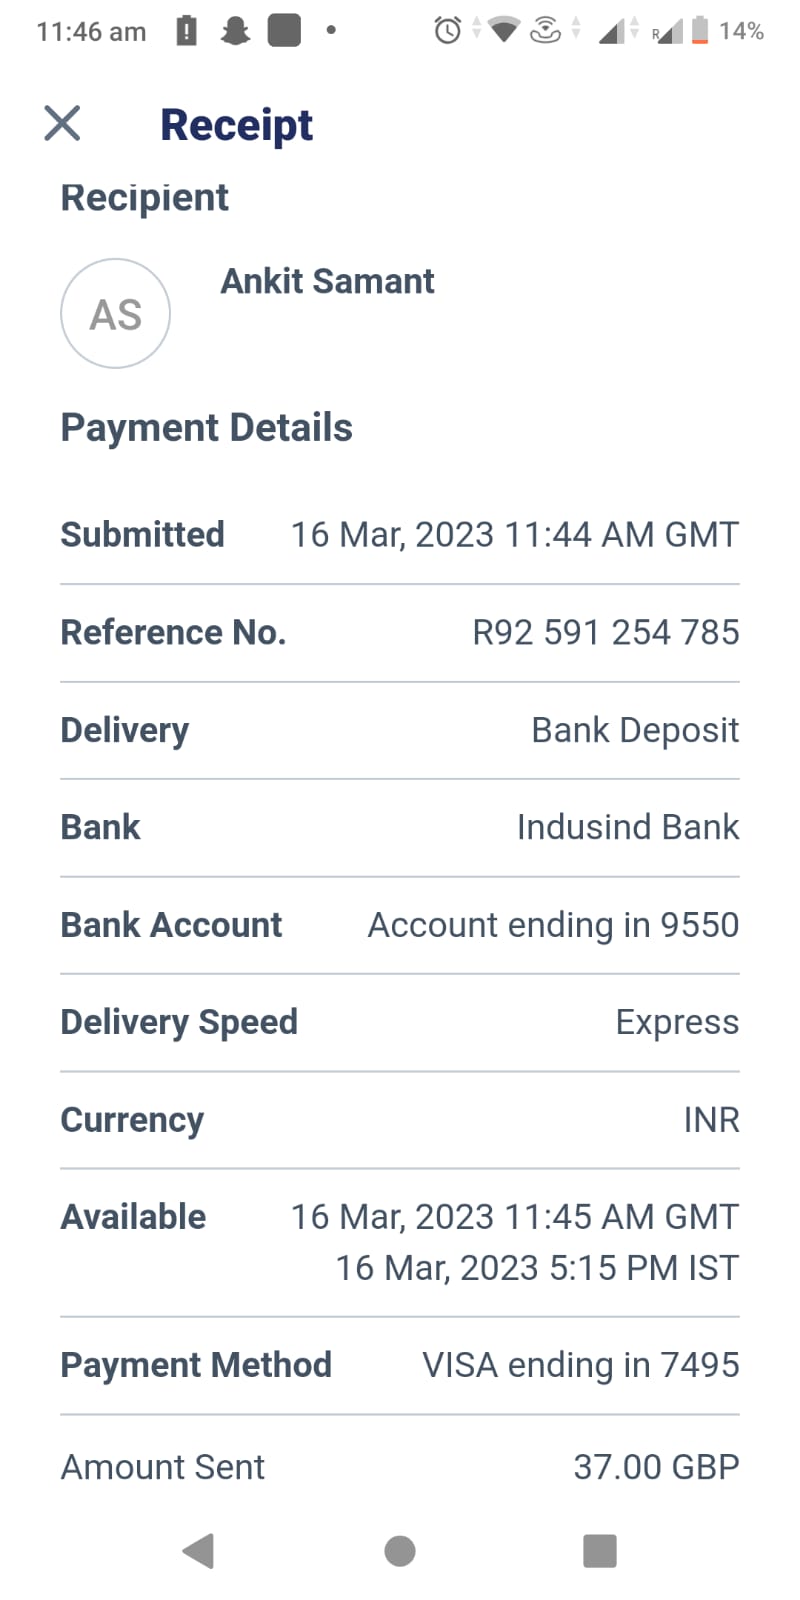 11:46 am
R
14%
Receipt
Recipient
AS
Ankit Samant
Payment Details
Submitted 16 Mar, 2023 11:44 AM GMT
Reference No. R92 591 254 785
Delivery Bank Deposit
Bank Indusind Bank
Bank Account Account ending in 9550
Delivery Speed Express
Currency INR
Available 16 Mar, 2023 11:45 AM GMT
16 Mar, 2023 5:15 PM IST
Payment Method VISA ending in 7495
Amount Sent 37.00 GBP